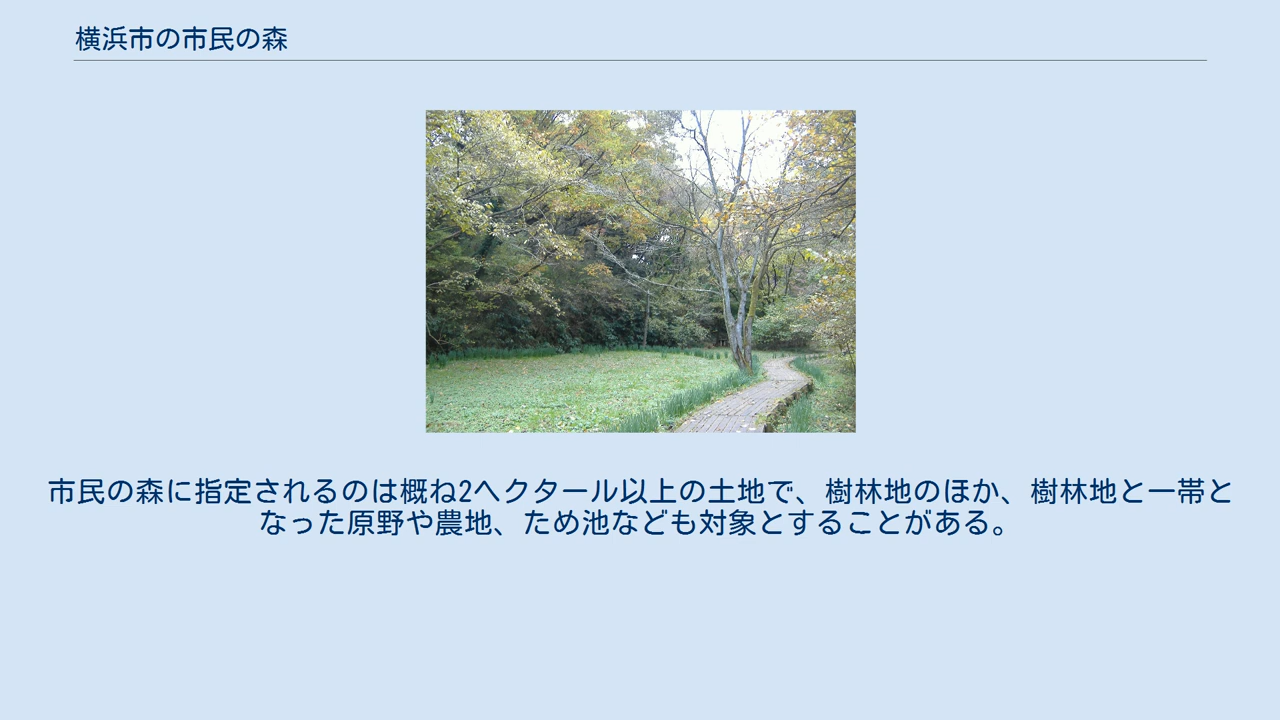 横浜市の市民の森
市民の森に指定されるのは概ね2ヘクタール以上の土地で、樹林地のほか、樹林地と一帯と
なった原野や農地、ため池なども対象とすることがある。